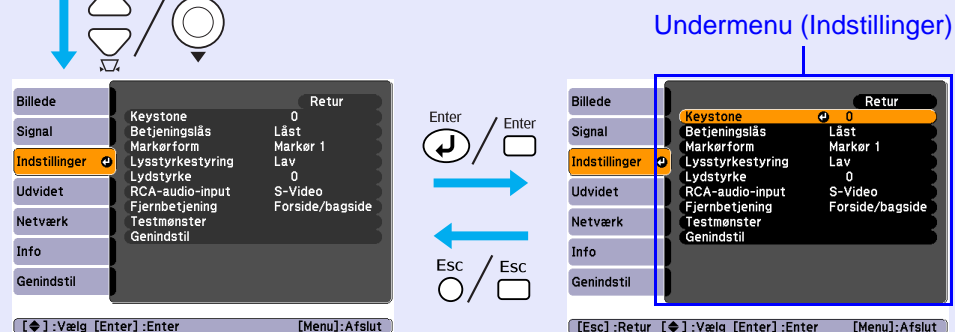 Undermenu (Indstillinger)
Billede
Signal
Indstillinger
Udvidet
Netværk
Info
Genindstil
Retur
Keystone 0
Betjeningslås Låst
Markørform Markør 1
Lysstyrkestyring Lav
Lydstyrke 0
RCA-audio-input S-Video
Fjernbetjening Forside/bagside
Testmønster
Genindstil
[ ] :Vælg [Enter] :Enter [Menu]:Afslut
Enter Enter
Esc Esc
Billede
Signal
Indstillinger
Udvidet
Netværk
Info
Genindstil
Retur
Keystone 0
Betjeningslås Låst
Markørform Markør 1
Lysstyrkestyring Lav
Lydstyrke 0
RCA-audio-input S-Video
Fjernbetjening Forside/bagside
Testmønster
Genindstil
[Esc] :Retur [ ] :Vælg [Enter] :Enter [Menu]:Afslut